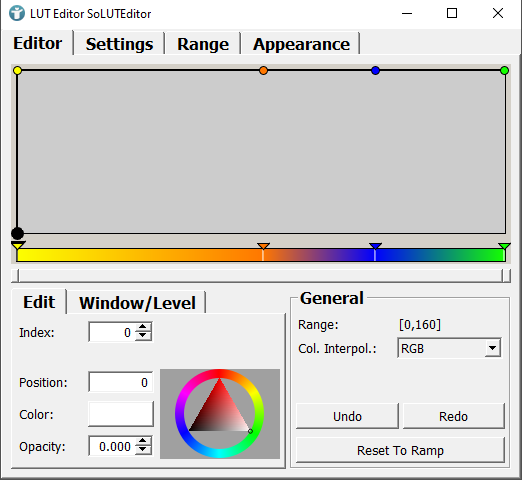 LUT Editor SoLUTEditor
Editor Settings Range Appearance
Edit Window/Level
General
Index: 0
Range: [0,160]
Col. Interpol.: RGB
Position: 0
Color:
Undo Redo
Opacity: 0.000
Reset To Ramp